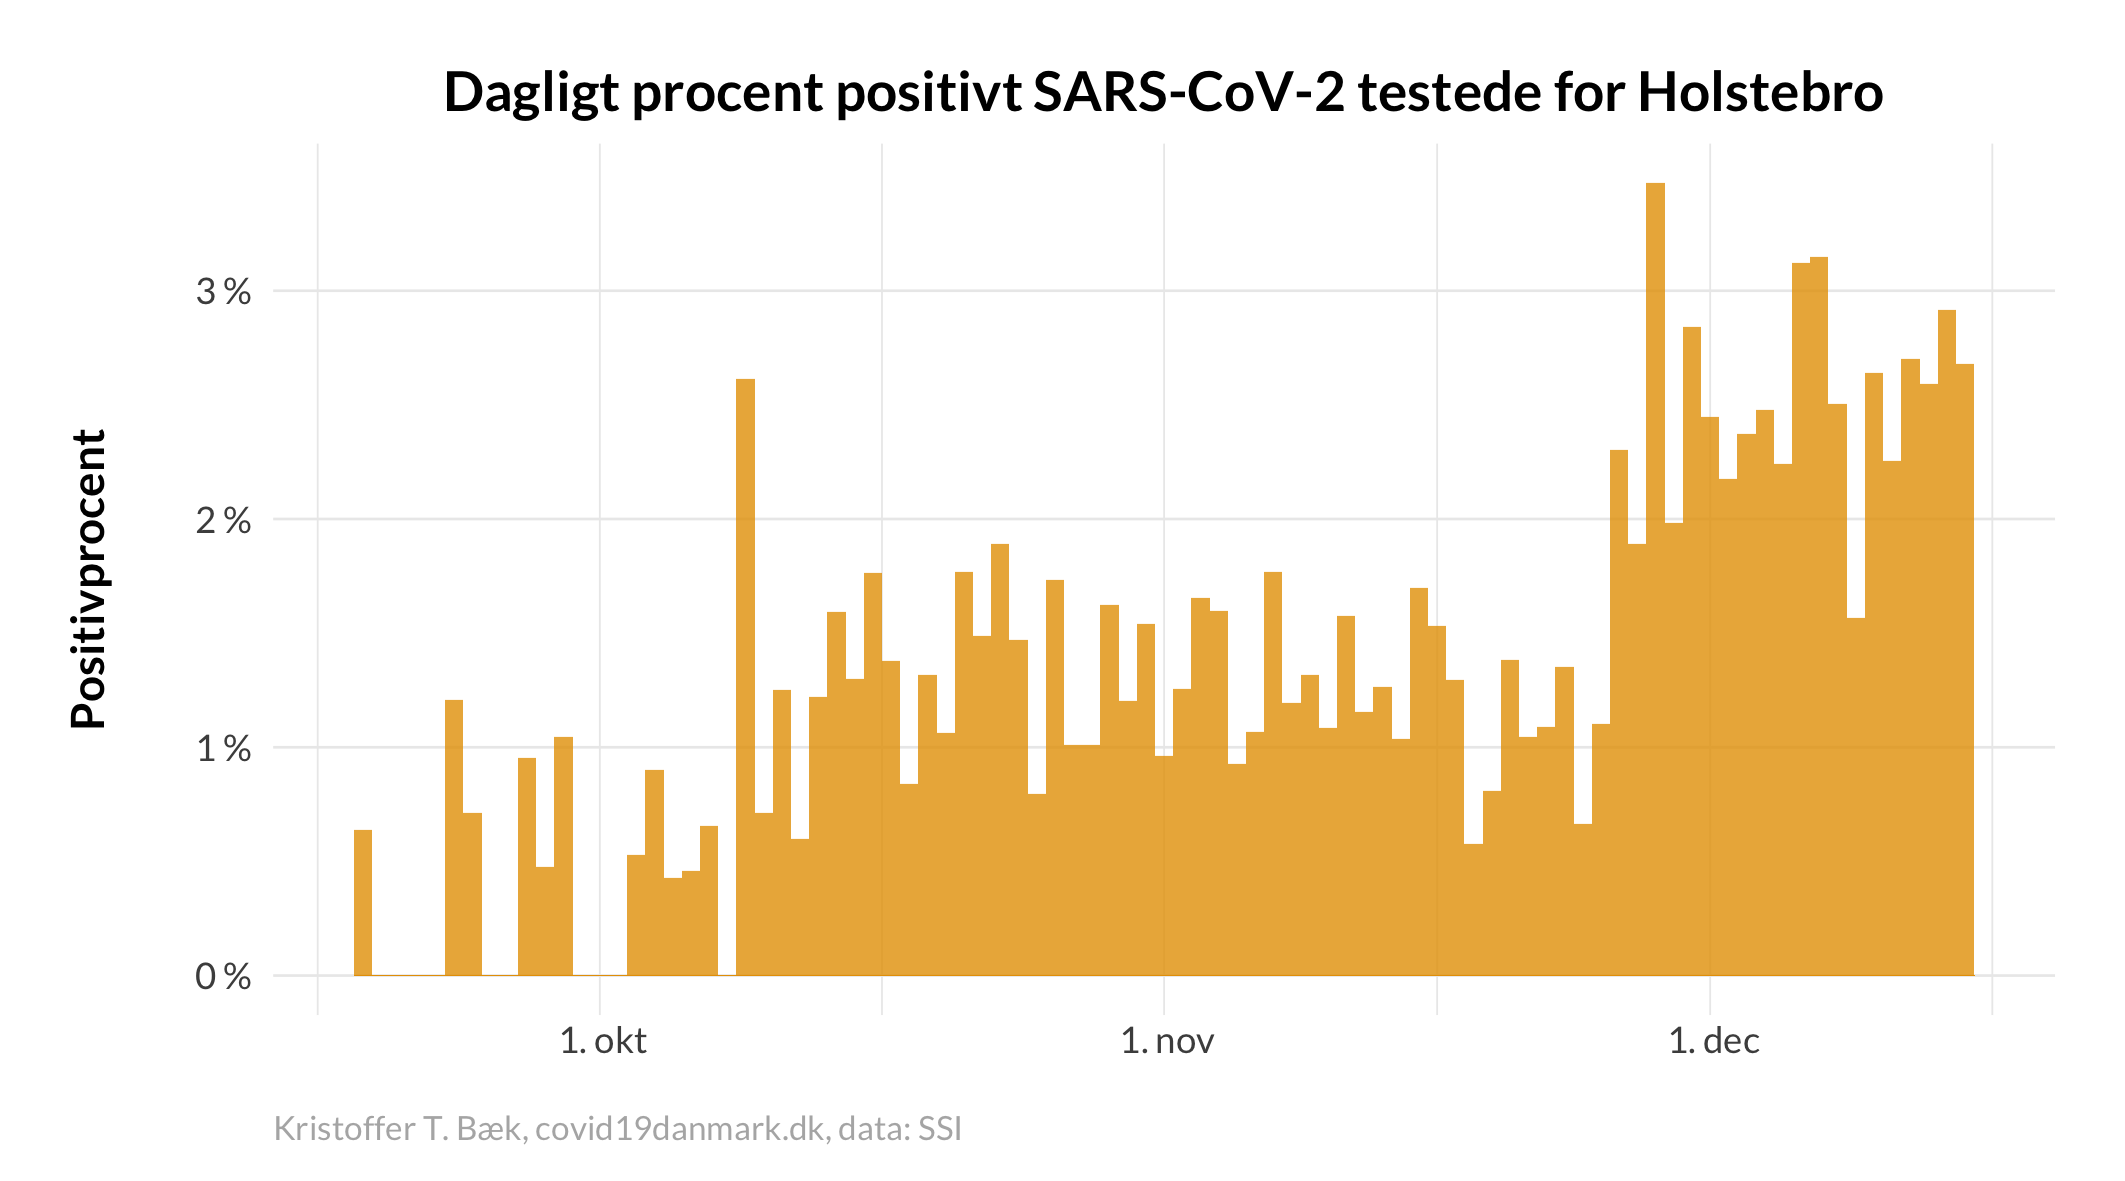 Dagligt procent positivt SARS-CoV-2 testede for Holstebro
Positivprocent
3 %
2 %
1 %
0 %
1. okt
1. nov
1. dec
Kristoffer T. Bæk, covid19danmark.dk, data: SSI